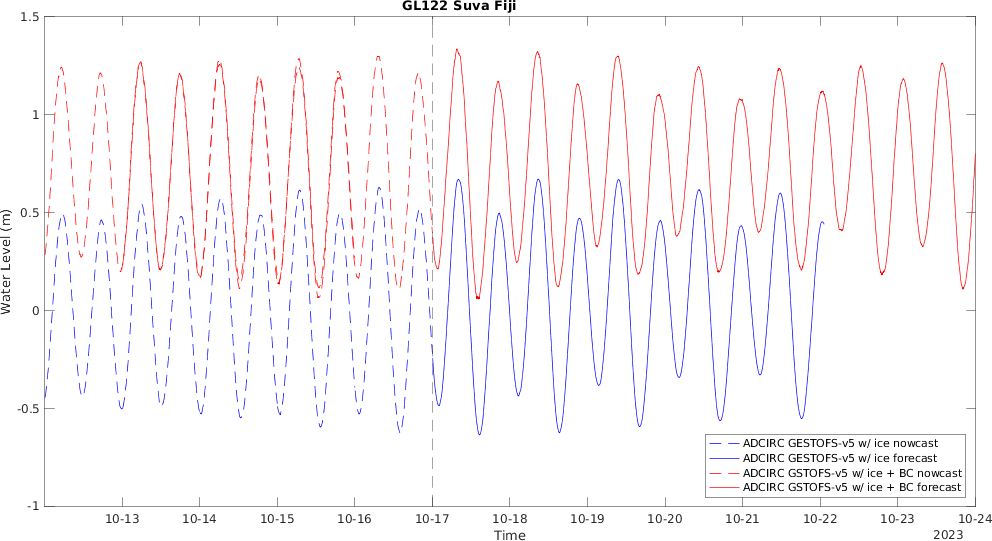 GL122 Suva Fiji
1.5
1
0.5
0
-0.5
-1
Water Level (m)
10-13 10-14 10-15 10-16 10-17 10-18 10-19 10-20 10-21 10-22 10-23 10-24
Time
2023
ADCIRC GESTOFS-v5 w/ ice nowcast
ADCIRC GESTOFS-v5 w/ ice forecast
ADCIRC GSTOFS-v5 w/ ice + BC nowcast
ADCIRC GSTOFS-v5 w/ ice + BC forecast